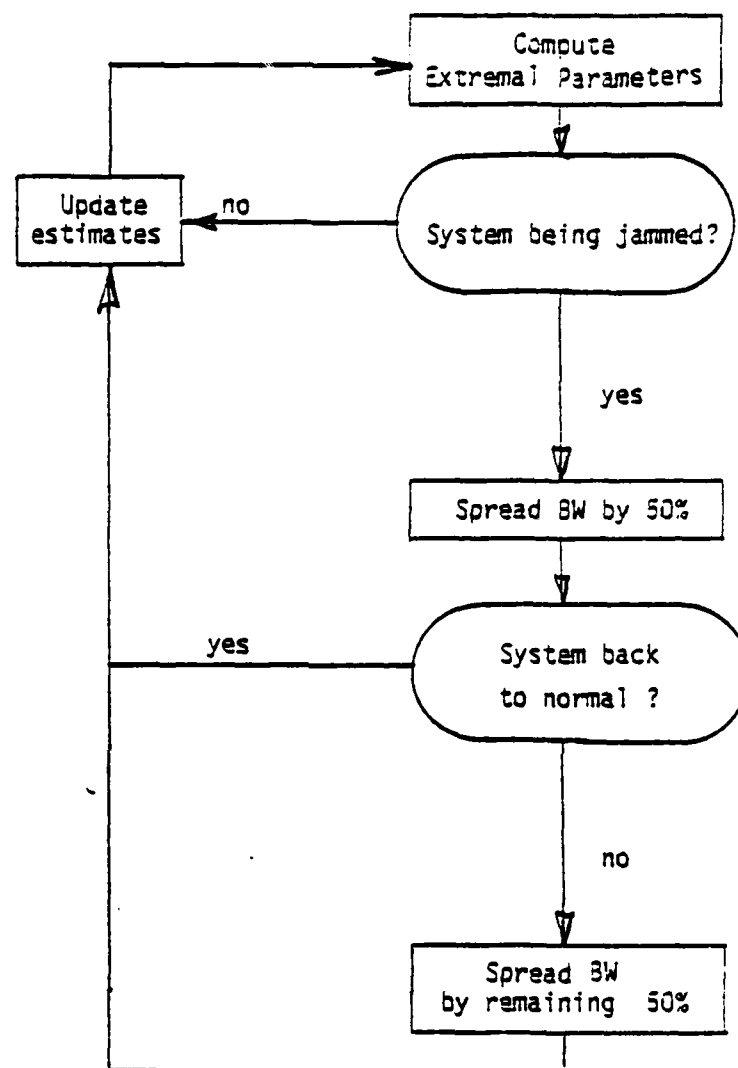 Compute
Extremal Parameters
Update
estimates
no
System being jammed?
yes
Spread BW by 50%
yes
System back
to normal ?
no
Spread BW
by remaining 50%